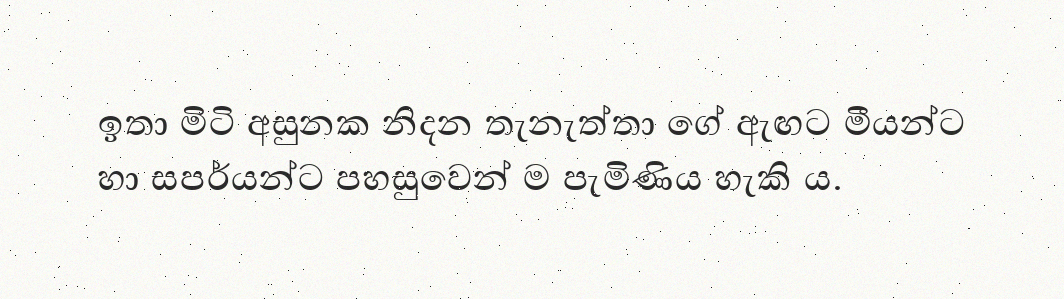 ඉතා මිටි අසුනක නිදන තැනැත්තා ගේ ඇඟට මීයන්ට
හා සපර්යන්ට පහසුවෙන් ම පැමිණිය හැකි ය.